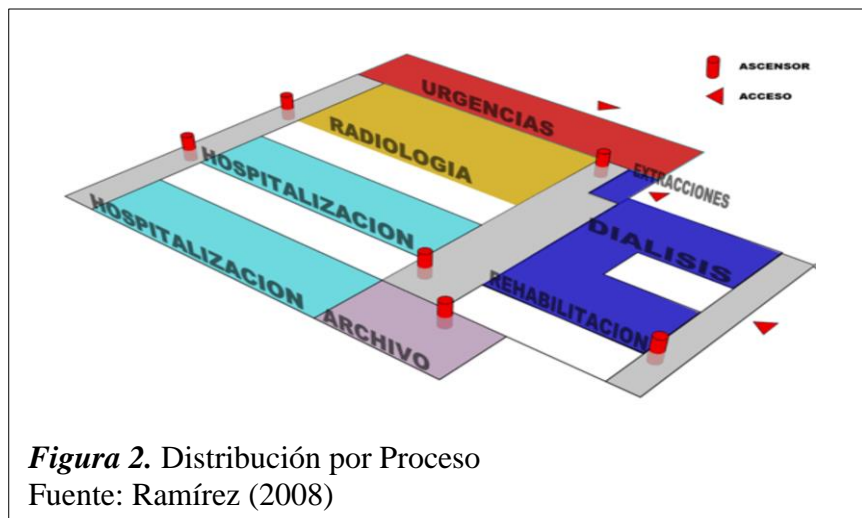 ASCENSOR
ACCESO
URGENCIAS
RADIOLOGIA
EXTRACCIONES
HOSPITALIZACION
HOSPITALIZACION
DIALISIS
REHABILITACION
ARCHIVO
Figura 2. Distribución por Proceso
Fuente: Ramírez (2008)